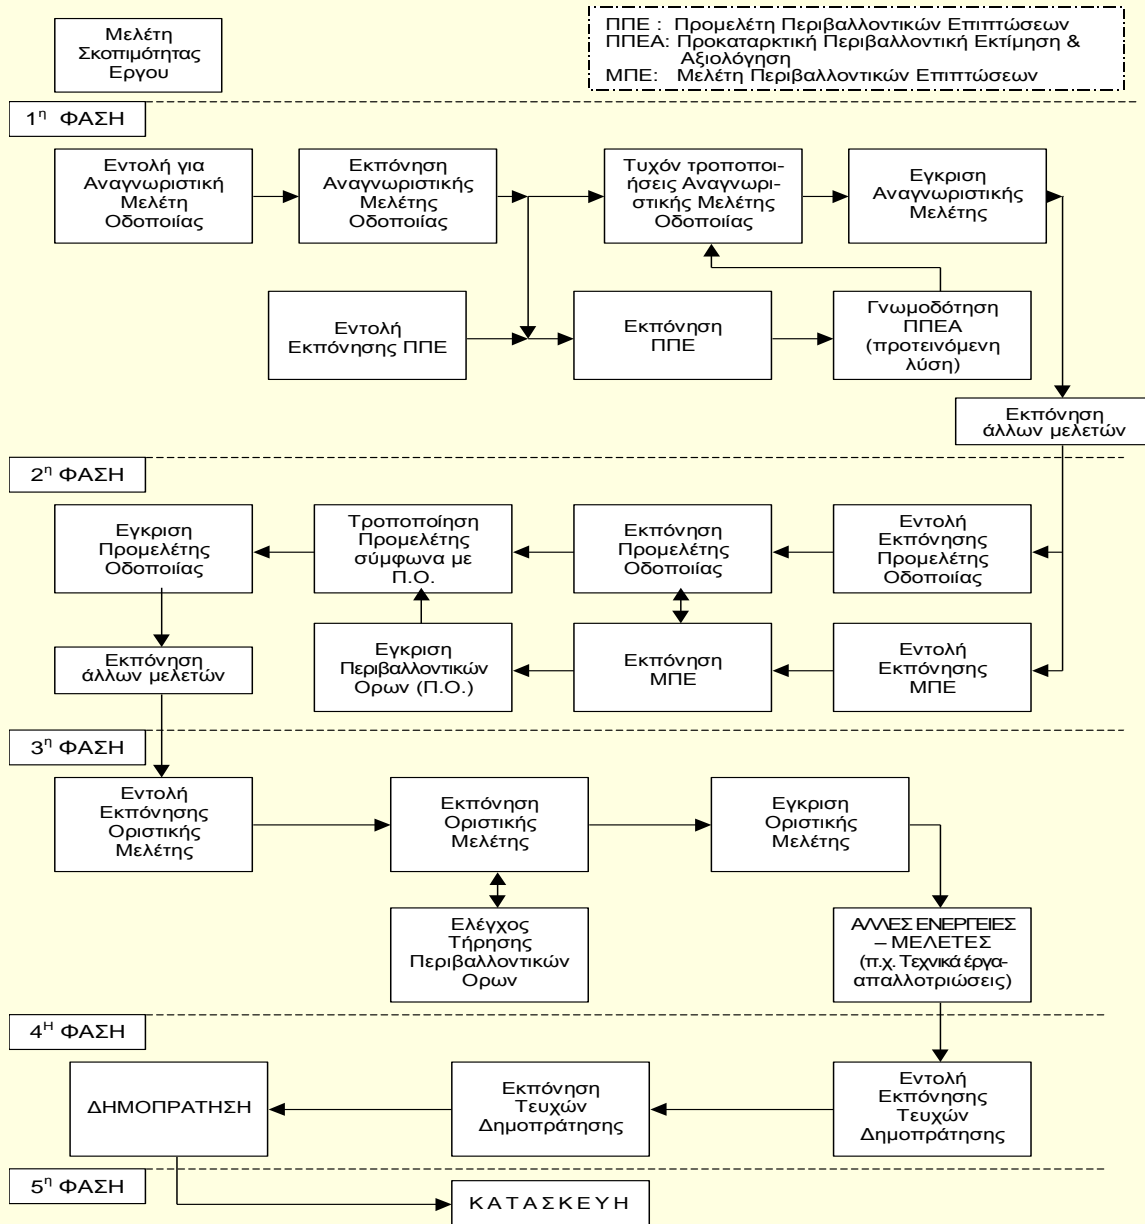 Μελέτη
Σκοπιμότητας
Εργου
ΠΠΕ : Προμελέτη Περιβαλλοντικών Επιπτώσεων
ΠΠΕΑ: Προκαταρκτική Περιβαλλοντική Εκτίμηση &
Αξιολόγηση
ΜΠΕ: Μελέτη Περιβαλλοντικών Επιπτώσεων
1η ΦΑΣΗ
Εντολή για
Αναγνωριστική
Μελέτη
Οδοποιίας
Εκπόνηση
Αναγνωριστικής
Μελέτης
Οδοποιίας
Τυχόν τροποποι-
ήσεις Αναγνωρι-
στικής Μελέτης
Οδοποιίας
Εγκριση
Αναγνωριστικής
Μελέτης
Εντολή
Εκπόνησης ΠΠΕ
Εκπόνηση
ΠΠΕ
Γνωμοδότηση
ΠΠΕΑ
(προτεινόμενη
λύση)
Εκπόνηση
άλλων μελετών
2η ΦΑΣΗ
Εγκριση
Προμελέτης
Οδοποιίας
Τροποποίηση
Προμελέτης
σύμφωνα με
Π.Ο.
Εκπόνηση
Προμελέτης
Οδοποιίας
Εντολή
Εκπόνησης
Προμελέτης
Οδοποιίας
Εκπόνηση
άλλων μελετών
Εγκριση
Περιβαλλοντικών
Ορων (Π.Ο.)
Εκπόνηση
ΜΠΕ
Εντολή
Εκπόνησης
ΜΠΕ
3η ΦΑΣΗ
Εντολή
Εκπόνησης
Οριστικής
Μελέτης
Εκπόνηση
Οριστικής
Μελέτης
Εγκριση
Οριστικής
Μελέτης
Ελέγχος
Τήρησης
Περιβαλλοντικών
Ορων
ΑΛΛΕΣ ΕΝΕΡΓΕΙΕΣ
– ΜΕΛΕΤΕΣ
(π.χ. Τεχνικά έργα-
απαλλοτριώσεις)
4Η ΦΑΣΗ
ΔΗΜΟΠΡΑΤΗΣΗ
Εκπόνηση
Τευχών
Δημοπράτησης
Εντολή
Εκπόνησης
Τευχών
Δημοπράτησης
5η ΦΑΣΗ
Κ Α Τ Α Σ Κ Ε Υ Η